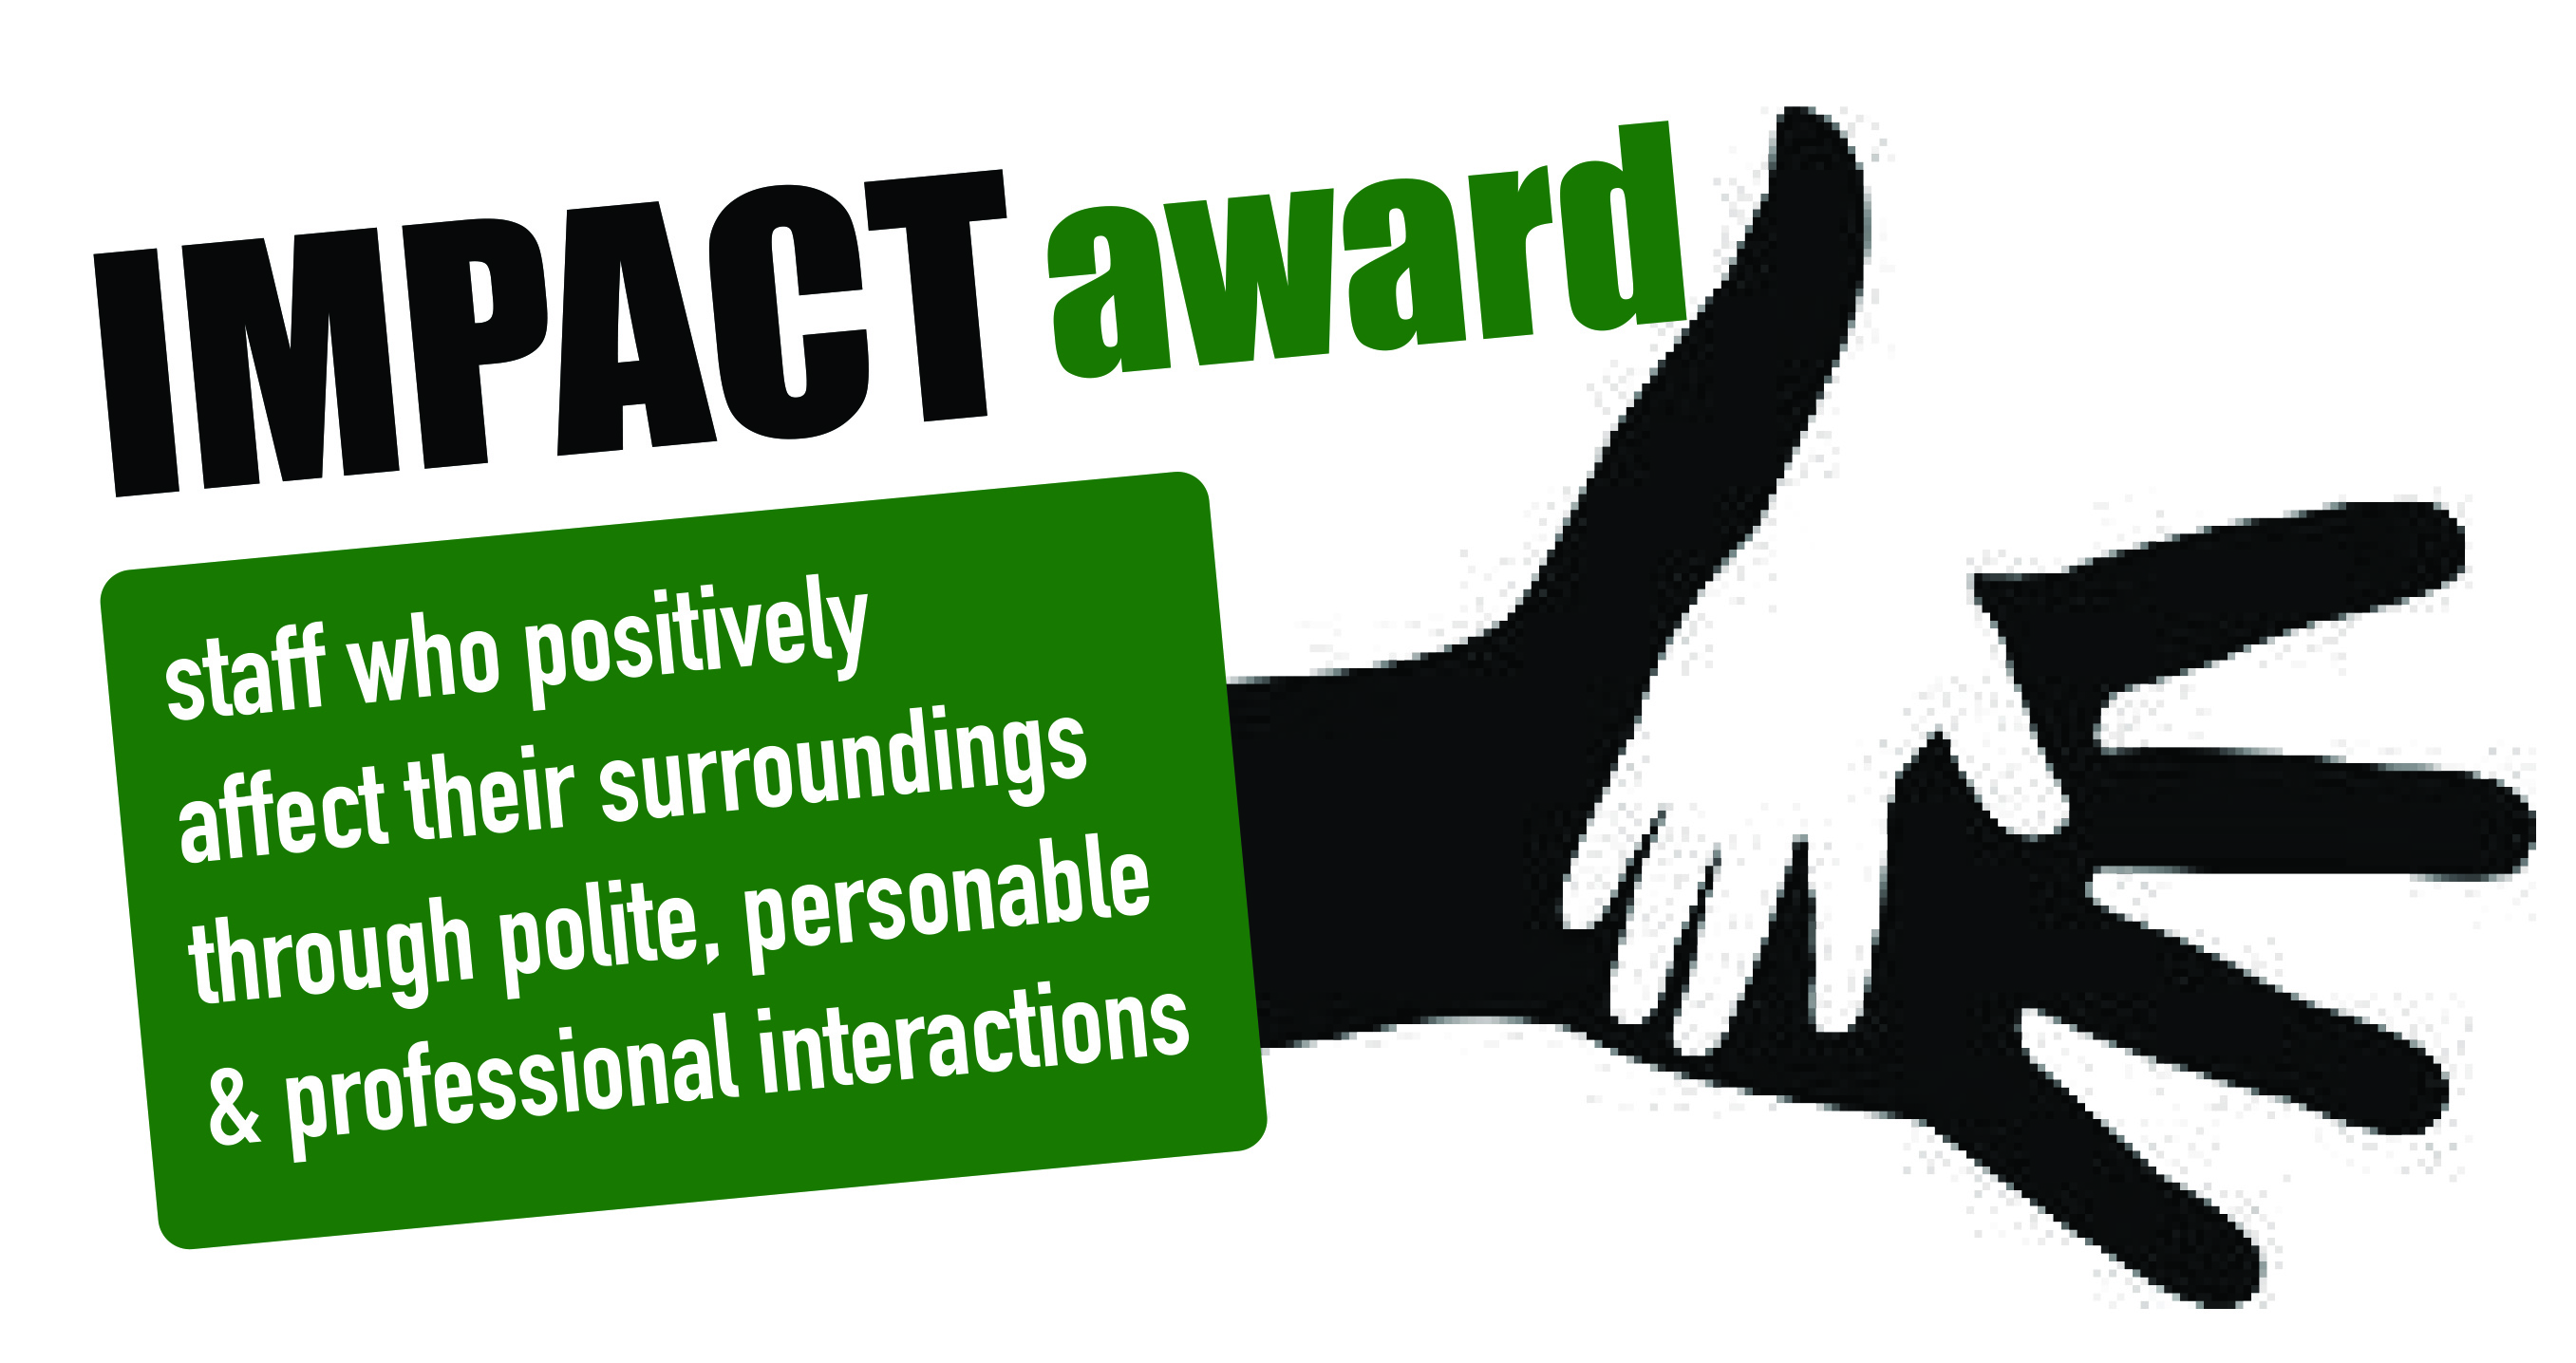 IMPACT award
staff who positively
affect their surroundings
through polite, personable
& professional interactions